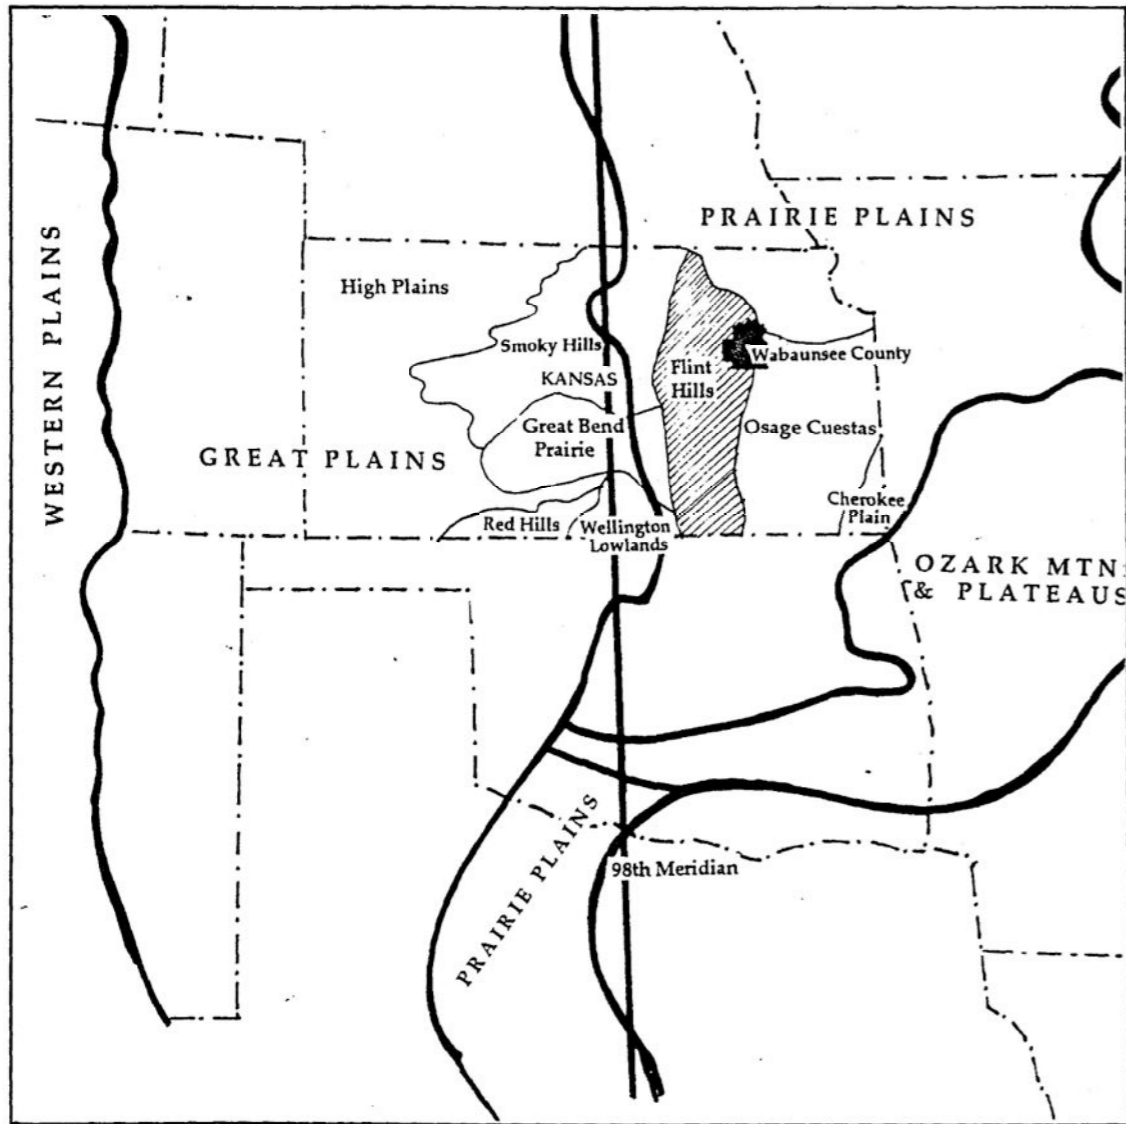 PRAIRIE PLAINS
WESTERN PLAINS
High Plains
Smoky Hills
Wabaunsee County
Flint
Hills
KANSAS
Great Bend
Prairie
Osage Cuestas
GREAT PLAINS
Cherokee
Plain
Red Hills
Wellington
Lowlands
OZARK MTN
& PLATEAUS
PRAIRIE PLAINS
98th Meridian